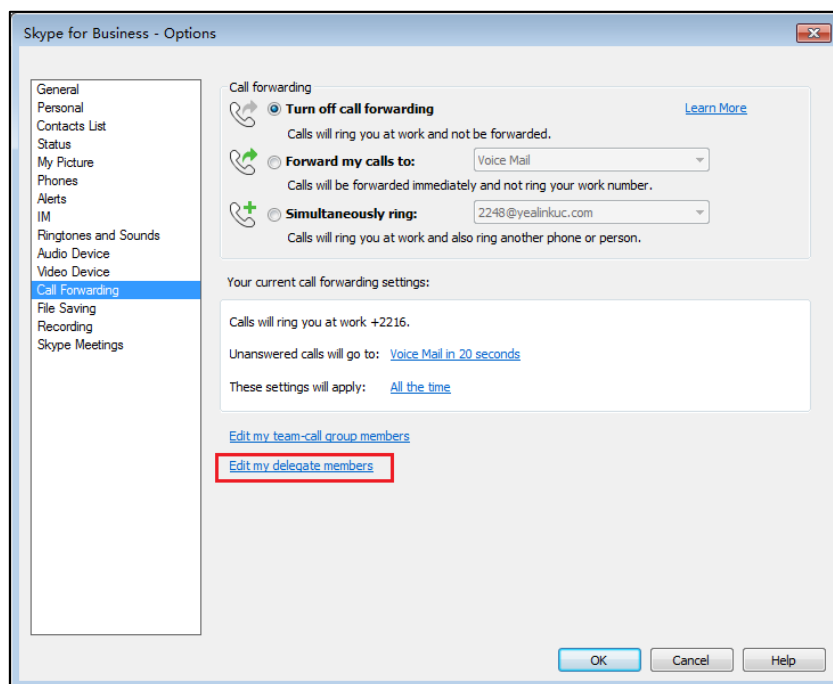 Skype for Business - Options
General
Personal
Contacts List
Status
My Picture
Phones
Alerts
IM
Ringtones and Sounds
Audio Device
Video Device
Call Forwarding
File Saving
Recording
Skype Meetings
Call forwarding
Turn off call forwarding
Learn More
Calls will ring you at work and not be forwarded.
Forward my calls to:
Voice Mail
Calls will be forwarded immediately and not ring your work number.
Simultaneously ring:
2248@yealinkuc.com
Calls will ring you at work and also ring another phone or person.
Your current call forwarding settings:
Calls will ring you at work +2216.
Unanswered calls will go to: Voice Mail in 20 seconds
These settings will apply: All the time
Edit my team-call group members
Edit my delegate members
OK
Cancel
Help